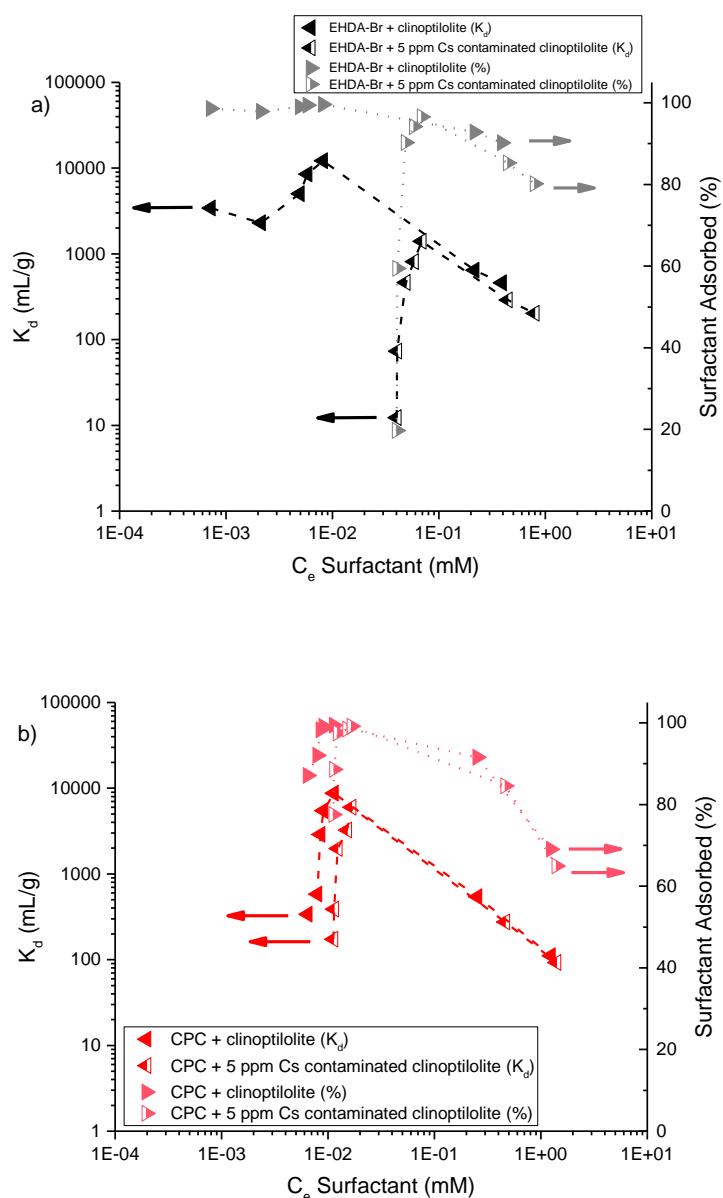 EHDA-Br + clinoptilolite (Kd)
EHDA-Br + 5 ppm Cs contaminated clinoptilolite (Kd)
EHDA-Br + clinoptilolite (%)
EHDA-Br + 5 ppm Cs contaminated clinoptilolite (%)
a)
100000
10000
1000
100
10
1
Kd (mL/g)
100
80
60
40
20
0
Surfactant Adsorbed (%)
1E-04
1E-03
1E-02
1E-01
1E+00
1E+01
Ce Surfactant (mM)
b)
100000
10000
1000
100
10
1
Kd (mL/g)
100
80
60
40
20
0
Surfactant Adsorbed (%)
CPC + clinoptilolite (Kd)
CPC + 5 ppm Cs contaminated clinoptilolite (Kd)
CPC + clinoptilolite (%)
CPC + 5 ppm Cs contaminated clinoptilolite (%)
1E-04
1E-03
1E-02
1E-01
1E+00
1E+01
Ce Surfactant (mM)